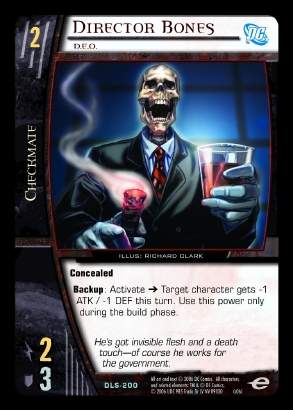 2
DIRECTOR BONES
D.E.O.
DC
CHECKMATE
ILLUS: RICHARD CLARK
Concealed
Backup: Activate ➔ Target character gets -1
ATK / -1 DEF this turn. Use this power only
during the build phase.
He's got invisible flesh and a death
touch—of course he works for
the government.
2
3
DLS-200